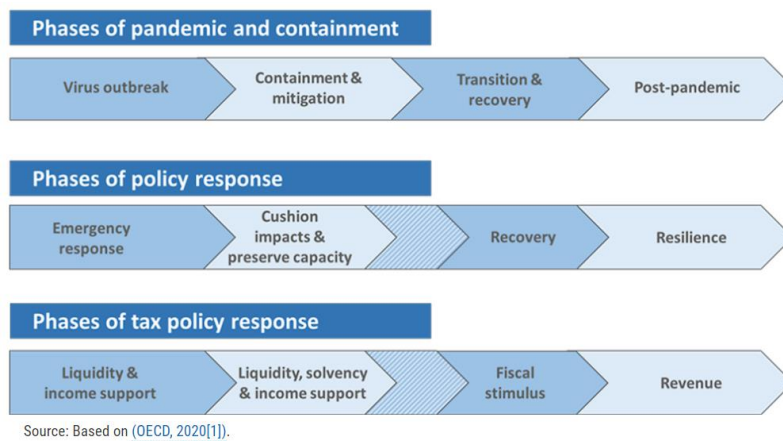 Phases of pandemic and containment
Virus outbreak
Containment &
mitigation
Transition &
recovery
Post-pandemic
Phases of policy response
Emergency
response
Cushion
impacts &
preserve capacity
Recovery
Resilience
Phases of tax policy response
Liquidity &
income support
Liquidity, solvency
& income support
Fiscal
stimulus
Revenue
Source: Based on (OECD, 2020[1]).